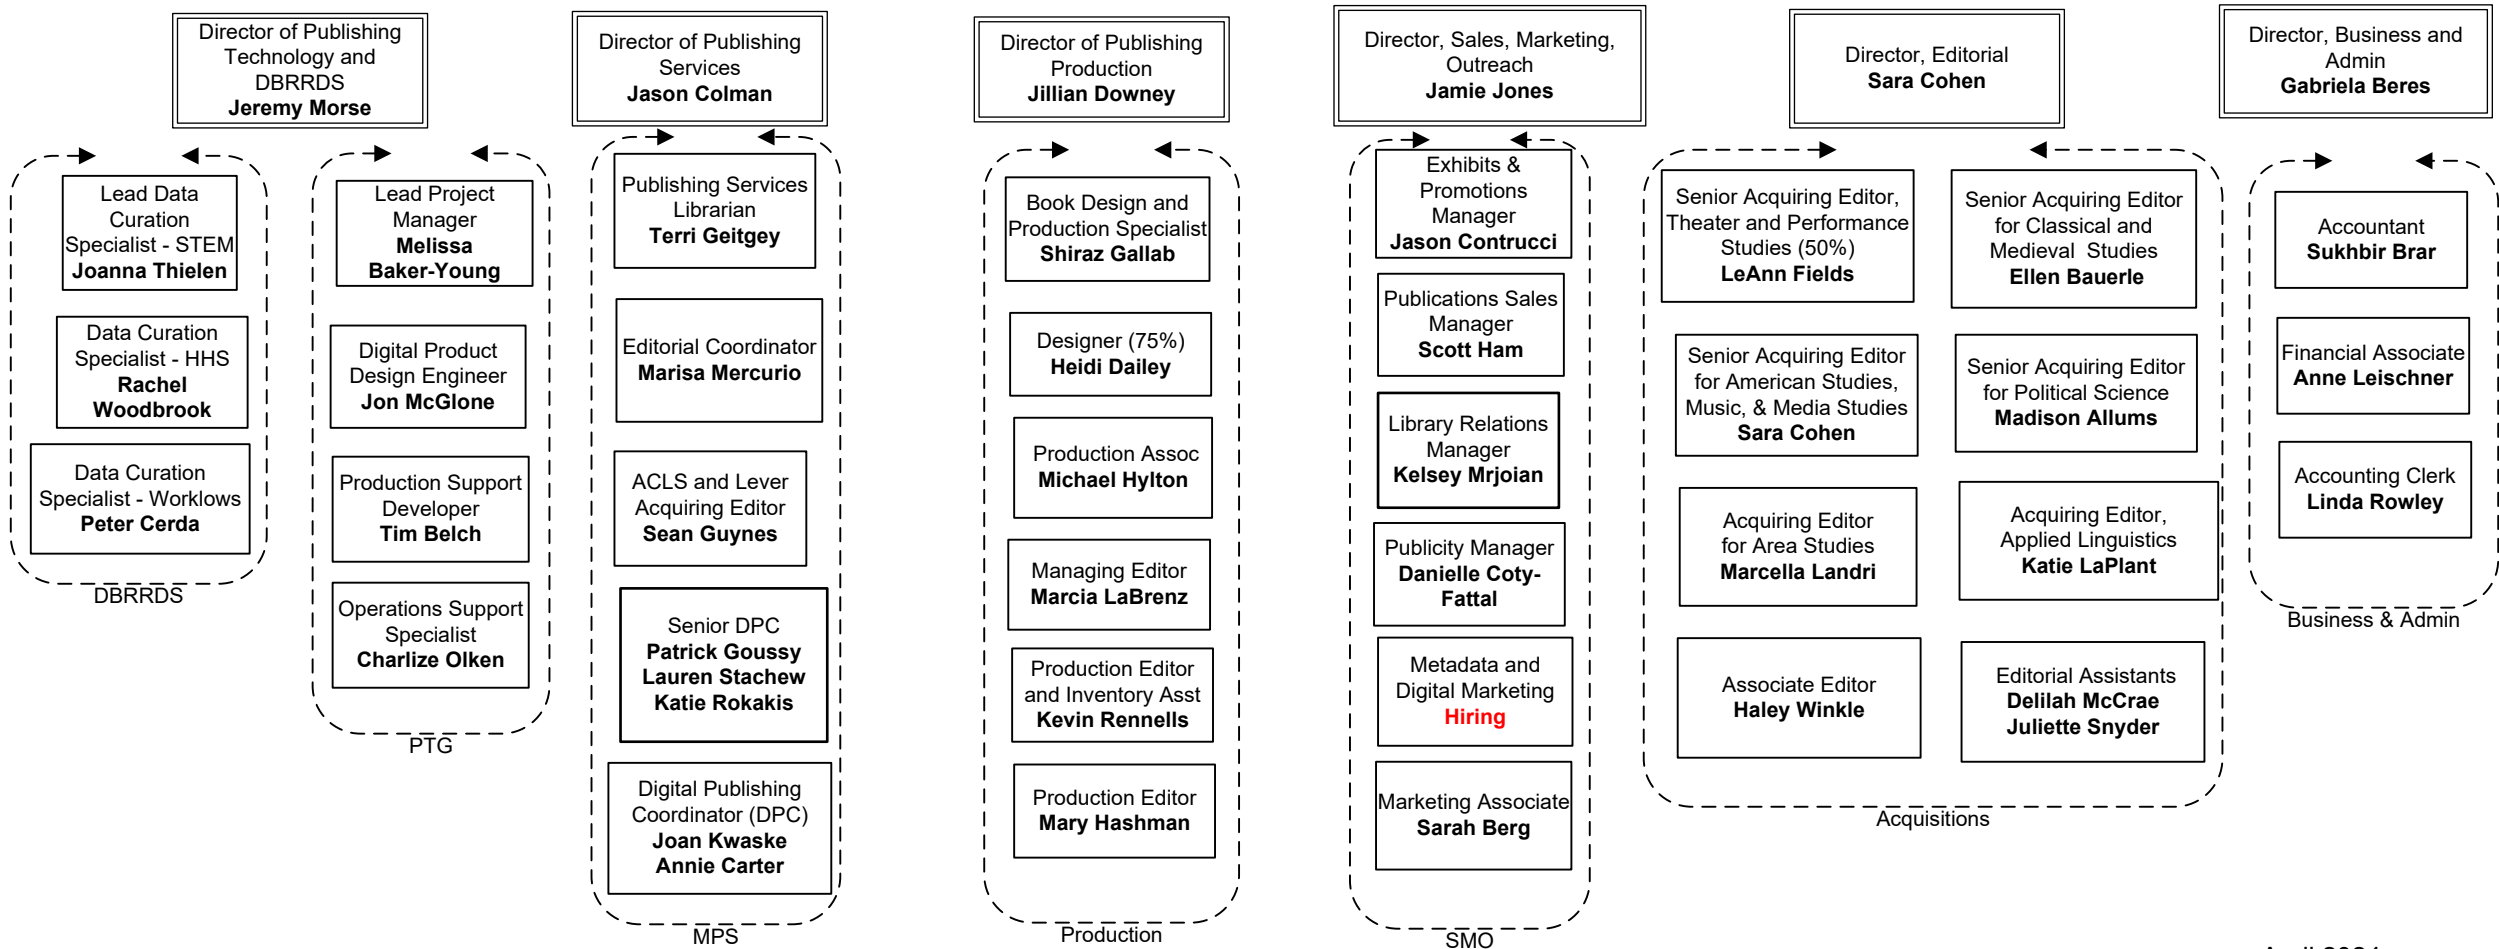 Director of Publishing
Technology and
DBRRDS
Jeremy Morse
Director of Publishing
Services
Jason Colman
Director of Publishing
Production
Jillian Downey
Director, Sales, Marketing,
Outreach
Jamie Jones
Director, Editorial
Sara Cohen
Director, Business and
Admin
Gabriela Beres
Lead Data
Curation
Specialist - STEM
Joanna Thielen
Data Curation
Specialist - HHS
Rachel
Woodbrook
Data Curation
Specialist - Worklows
Peter Cerda
DBRRDS
Lead Project
Manager
Melissa
Baker-Young
Digital Product
Design Engineer
Jon McGlone
Production Support
Developer
Tim Belch
Operations Support
Specialist
Charlize Olken
PTG
Publishing Services
Librarian
Terri Geitgey
Editorial Coordinator
Marisa Mercurio
ACLS and Lever
Acquiring Editor
Sean Guynes
Senior DPC
Patrick Goussy
Lauren Stachew
Katie Rokakis
Digital Publishing
Coordinator (DPC)
Joan Kwaske
Annie Carter
MPS
Book Design and
Production Specialist
Shiraz Gallab
Designer (75%)
Heidi Dailey
Production Assoc
Michael Hylton
Managing Editor
Marcia LaBrenz
Production Editor
and Inventory Asst
Kevin Rennells
Production Editor
Mary Hashman
Production
Exhibits &
Promotions
Manager
Jason Contrucci
Publications Sales
Manager
Scott Ham
Library Relations
Manager
Kelsey Mrjoian
Publicity Manager
Danielle Coty-
Fattal
Metadata and
Digital Marketing
Hiring
Marketing Associate
Sarah Berg
SMO
Senior Acquiring Editor,
Theater and Performance
Studies (50%)
LeAnn Fields
Senior Acquiring Editor
for Classical and
Medieval Studies
Ellen Bauerle
Senior Acquiring Editor
for American Studies,
Music, & Media Studies
Sara Cohen
Senior Acquiring Editor
for Political Science
Madison Allums
Acquiring Editor
for Area Studies
Marcella Landri
Acquiring Editor,
Applied Linguistics
Katie LaPlant
Associate Editor
Haley Winkle
Editorial Assistants
Delilah McCrae
Juliette Snyder
Acquisitions
Accountant
Sukhbir Brar
Financial Associate
Anne Leischner
Accounting Clerk
Linda Rowley
Business & Admin